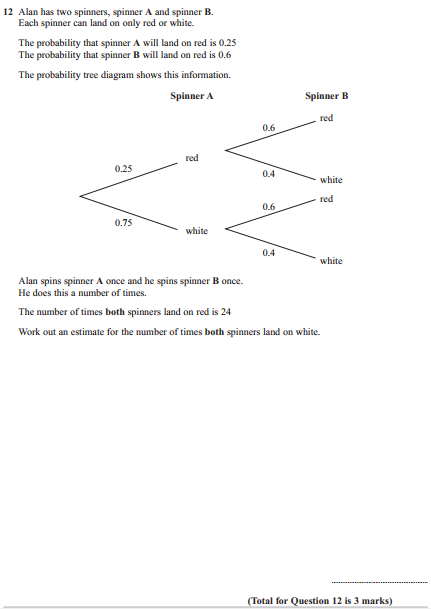 12 Alan has two spinners, spinner A and spinner B.
Each spinner can land on only red or white.
The probability that spinner A will land on red is 0.25
The probability that spinner B will land on red is 0.6
The probability tree diagram shows this information.
Spinner A Spinner B
red
0.6
red
0.25
0.4
white
red
0.6
0.75
white
0.4
white
Alan spins spinner A once and he spins spinner B once.
He does this a number of times.
The number of times both spinners land on red is 24
Work out an estimate for the number of times both spinners land on white.
(Total for Question 12 is 3 marks)